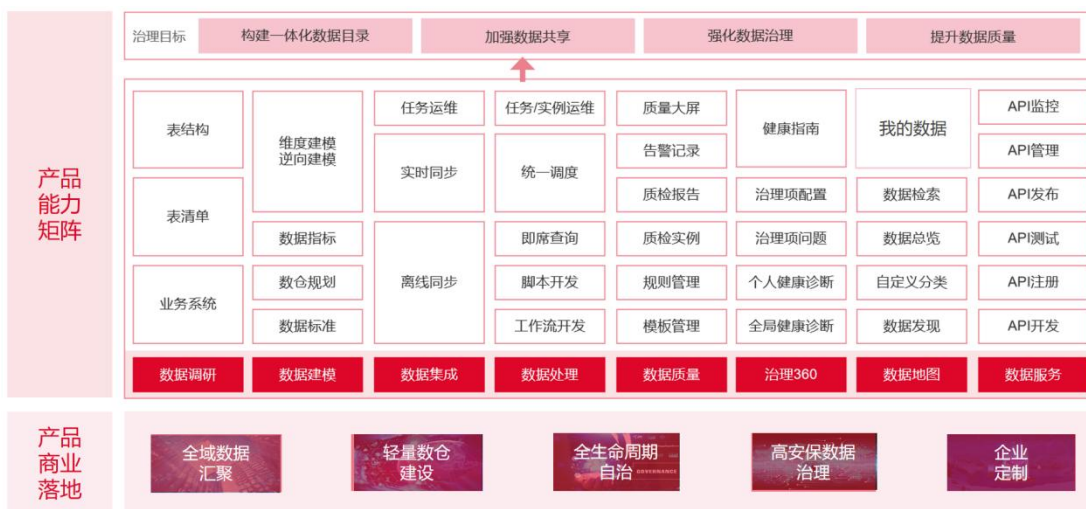 产品
能力
矩阵
治理目标
构建一体化数据目录
加强数据共享
强化数据治理
提升数据质量
表结构
表清单
业务系统
数据调研
维度建模
逆向建模
数据指标
数仓规划
数据标准
数据建模
任务运维
实时同步
离线同步
数据集成
任务/实例运维
统一调度
即席查询
脚本开发
工作流开发
数据处理
质量大屏
告警记录
质检报告
质检实例
规则管理
模板管理
数据质量
健康指南
治理项配置
治理项问题
个人健康诊断
全局健康诊断
治理360
我的数据
数据检索
数据总览
自定义分类
数据发现
数据地图
API监控
API管理
API发布
API测试
API注册
API开发
数据服务
产品
商业
落地
全域数据
汇聚
轻量数仓
建设
全生命周期
自治
GOVERNANCE
高安保数据
治理
企业
定制